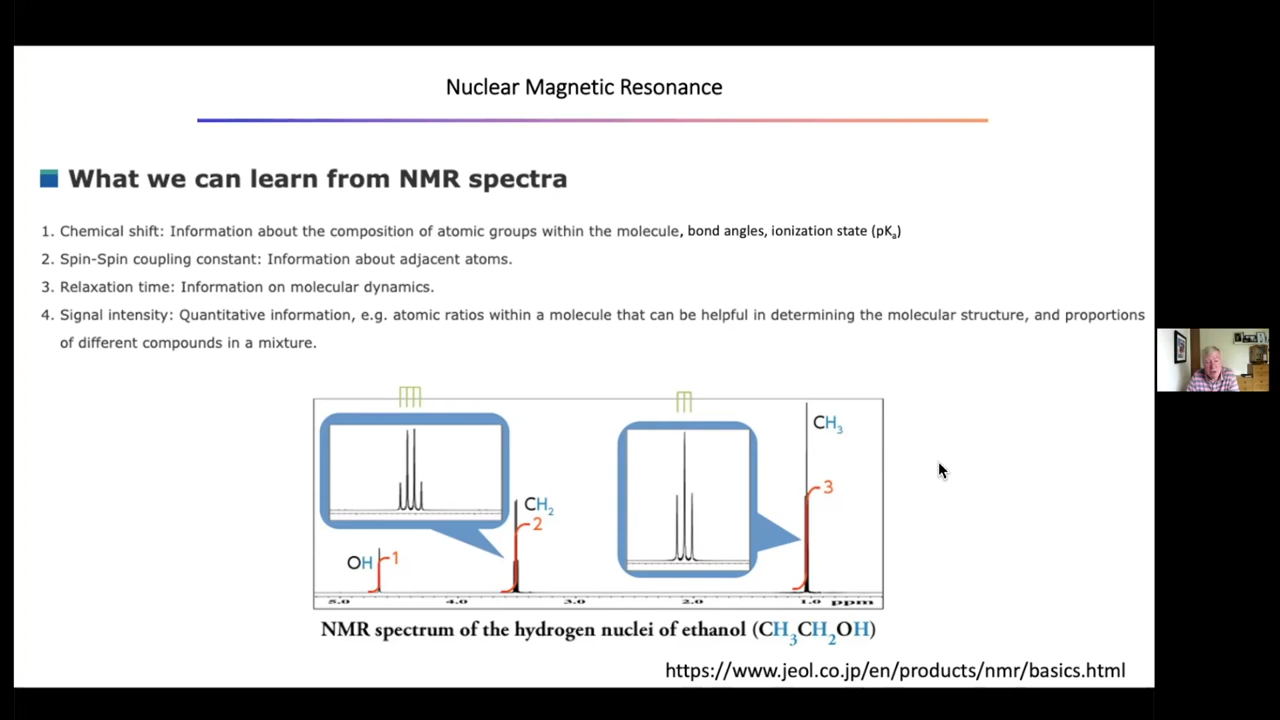 Nuclear Magnetic Resonance
What we can learn from NMR spectra
1. Chemical shift: Information about the composition of atomic groups within the molecule, bond angles, ionization state (pKa)
2. Spin-Spin coupling constant: Information about adjacent atoms.
3. Relaxation time: Information on molecular dynamics.
4. Signal intensity: Quantitative information, e.g. atomic ratios within a molecule that can be helpful in determining the molecular structure, and proportions
of different compounds in a mixture.
CH3
3
CH2
2
OH
1
5.0 4.0 3.0 2.0 1.0 ppm
NMR spectrum of the hydrogen nuclei of ethanol (CH3CH2OH)
https://www.jeol.co.jp/en/products/nmr/basics.html